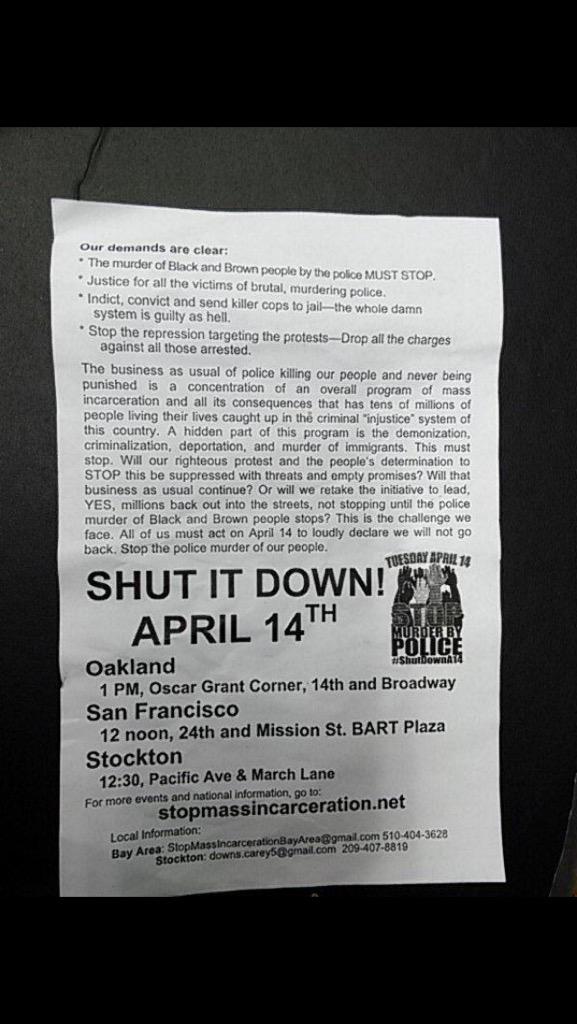 Our demands are clear:
* The murder of Black and Brown people by the police MUST STOP.
* Justice for all the victims of brutal, murdering police.
* Indict, convict and send killer cops to jail—the whole damn
system is guilty as hell.
* Stop the repression targeting the protests—Drop all the charges
against all those arrested.
The business as usual of police killing our people and never being
punished is a concentration of an overall program of mass
incarceration and all its consequences that has tens of millions of
people living their lives caught up in the criminal "injustice" system of
this country. A hidden part of this program is the demonization,
criminalization, deportation, and murder of immigrants. This must
stop. Will our righteous protest and the people's determination to
STOP this be suppressed with threats and empty promises? Will that
business as usual continue? Or will we retake the initiative to lead,
YES, millions back out into the streets, not stopping until the police
murder of Black and Brown people stops? This is the challenge we
face. All of us must act on April 14 to loudly declare we will not go
back. Stop the police murder of our people.
SHUT IT DOWN!
APRIL 14TH
TUESDAY APRIL 14
STOP
MURDER BY
POLICE
#ShutDownA14
Oakland
1 PM, Oscar Grant Corner, 14th and Broadway
San Francisco
12 noon, 24th and Mission St. BART Plaza
Stockton
12:30, Pacific Ave & March Lane
For more events and national information, go to:
stopmassincarceration.net
Local Information:
Bay Area: StopMassIncarcerationBayArea@gmail.com 510-404-3628
Stockton: downs.carey5@gmail.com 209-407-8819